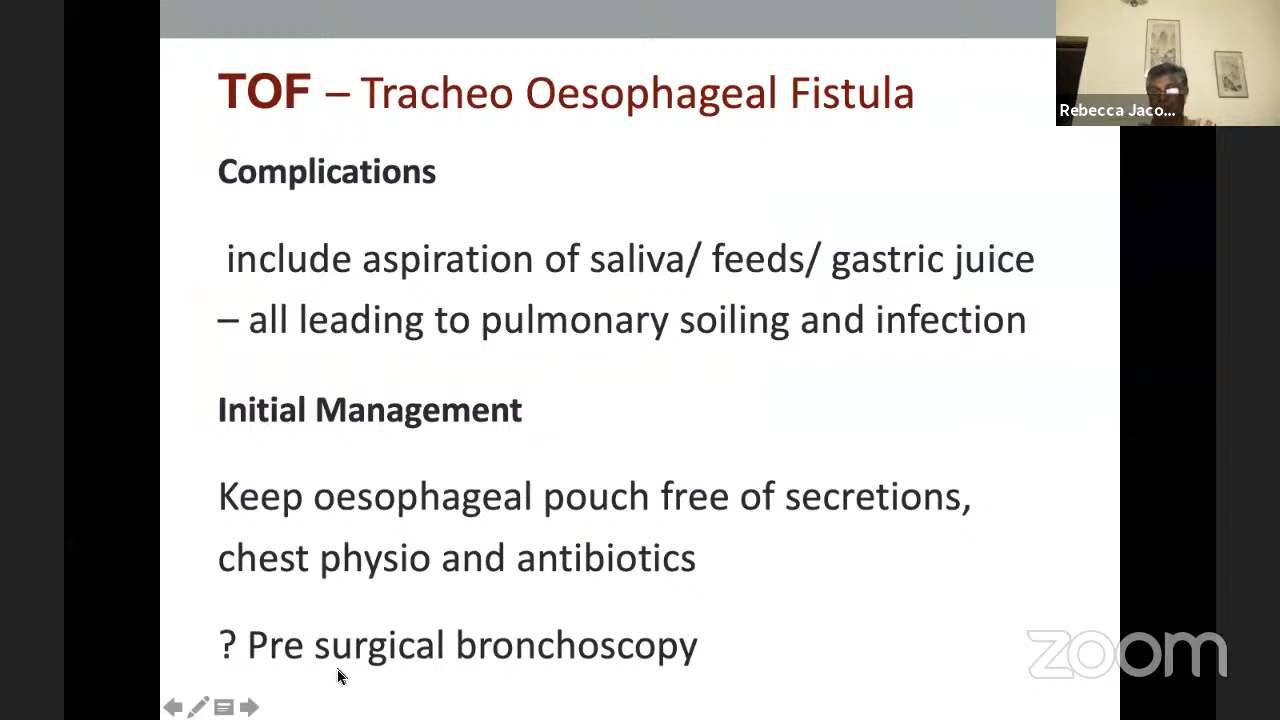 TOF – Tracheo Oesophageal Fistula
Rebecca Jaco...
Complications
include aspiration of saliva/ feeds/ gastric juice
– all leading to pulmonary soiling and infection
Initial Management
Keep oesophageal pouch free of secretions,
chest physio and antibiotics
? Pre surgical bronchoscopy
zoom